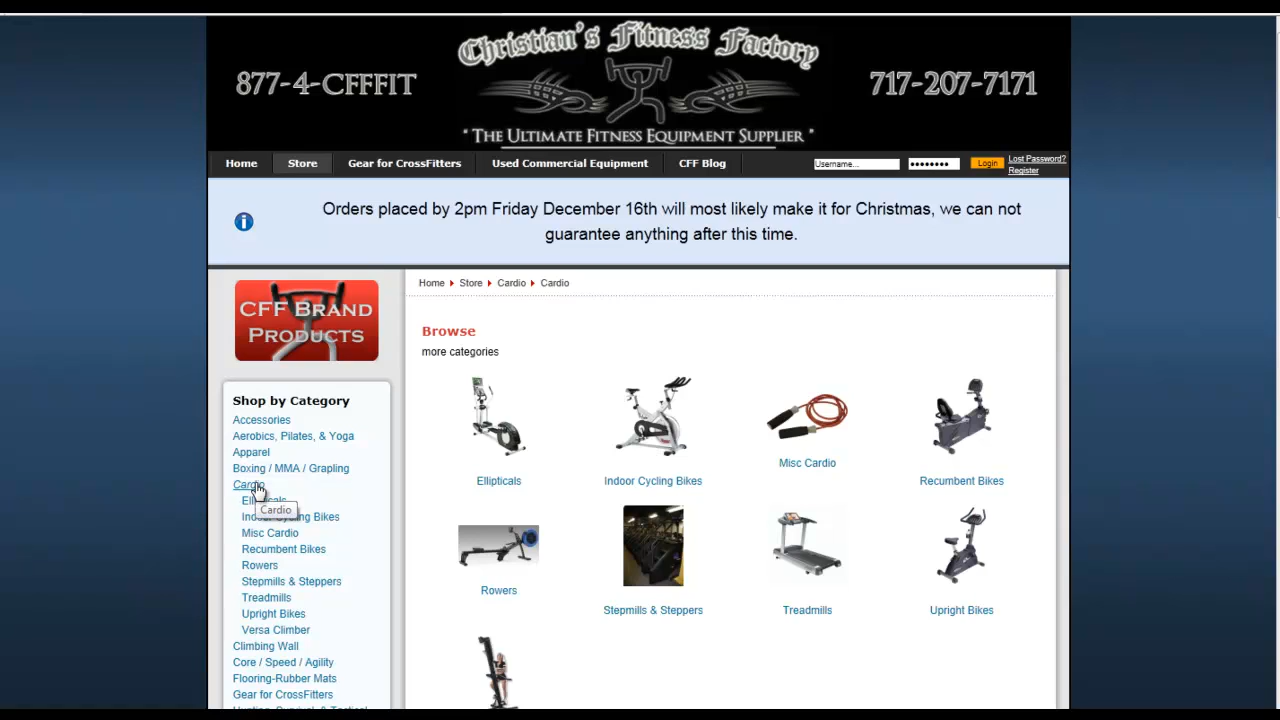 Christian's Fitness Factory
877-4-CFFFIT
717-207-7171
" The Ultimate Fitness Equipment Supplier "
Home
Store
Gear for CrossFitters
Used Commercial Equipment
CFF Blog
Username...
Login
Lost Password?
Register
Orders placed by 2pm Friday December 16th will most likely make it for Christmas, we can not
guarantee anything after this time.
CFF Brand
Products
Home Store Cardio Cardio
Browse
more categories
Shop by Category
Accessories
Aerobics, Pilates, & Yoga
Apparel
Boxing / MMA / Grapling
Cardio
Ellipticals
Cardio
Indoor Cycling Bikes
Misc Cardio
Recumbent Bikes
Rowers
Stepmills & Steppers
Treadmills
Upright Bikes
Versa Climber
Climbing Wall
Core / Speed / Agility
Flooring-Rubber Mats
Gear for CrossFitters
Ellipticals
Indoor Cycling Bikes
Misc Cardio
Recumbent Bikes
Rowers
Stepmills & Steppers
Treadmills
Upright Bikes